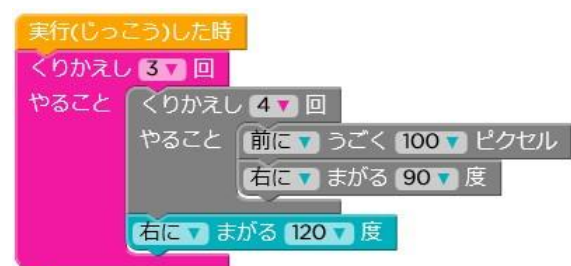 実行(じっこう)した時
くりかえし 3 回
やること くりかえし 4 回
やること 前に うごく 100 ピクセル
右に まがる 90 度
右に まがる 120 度